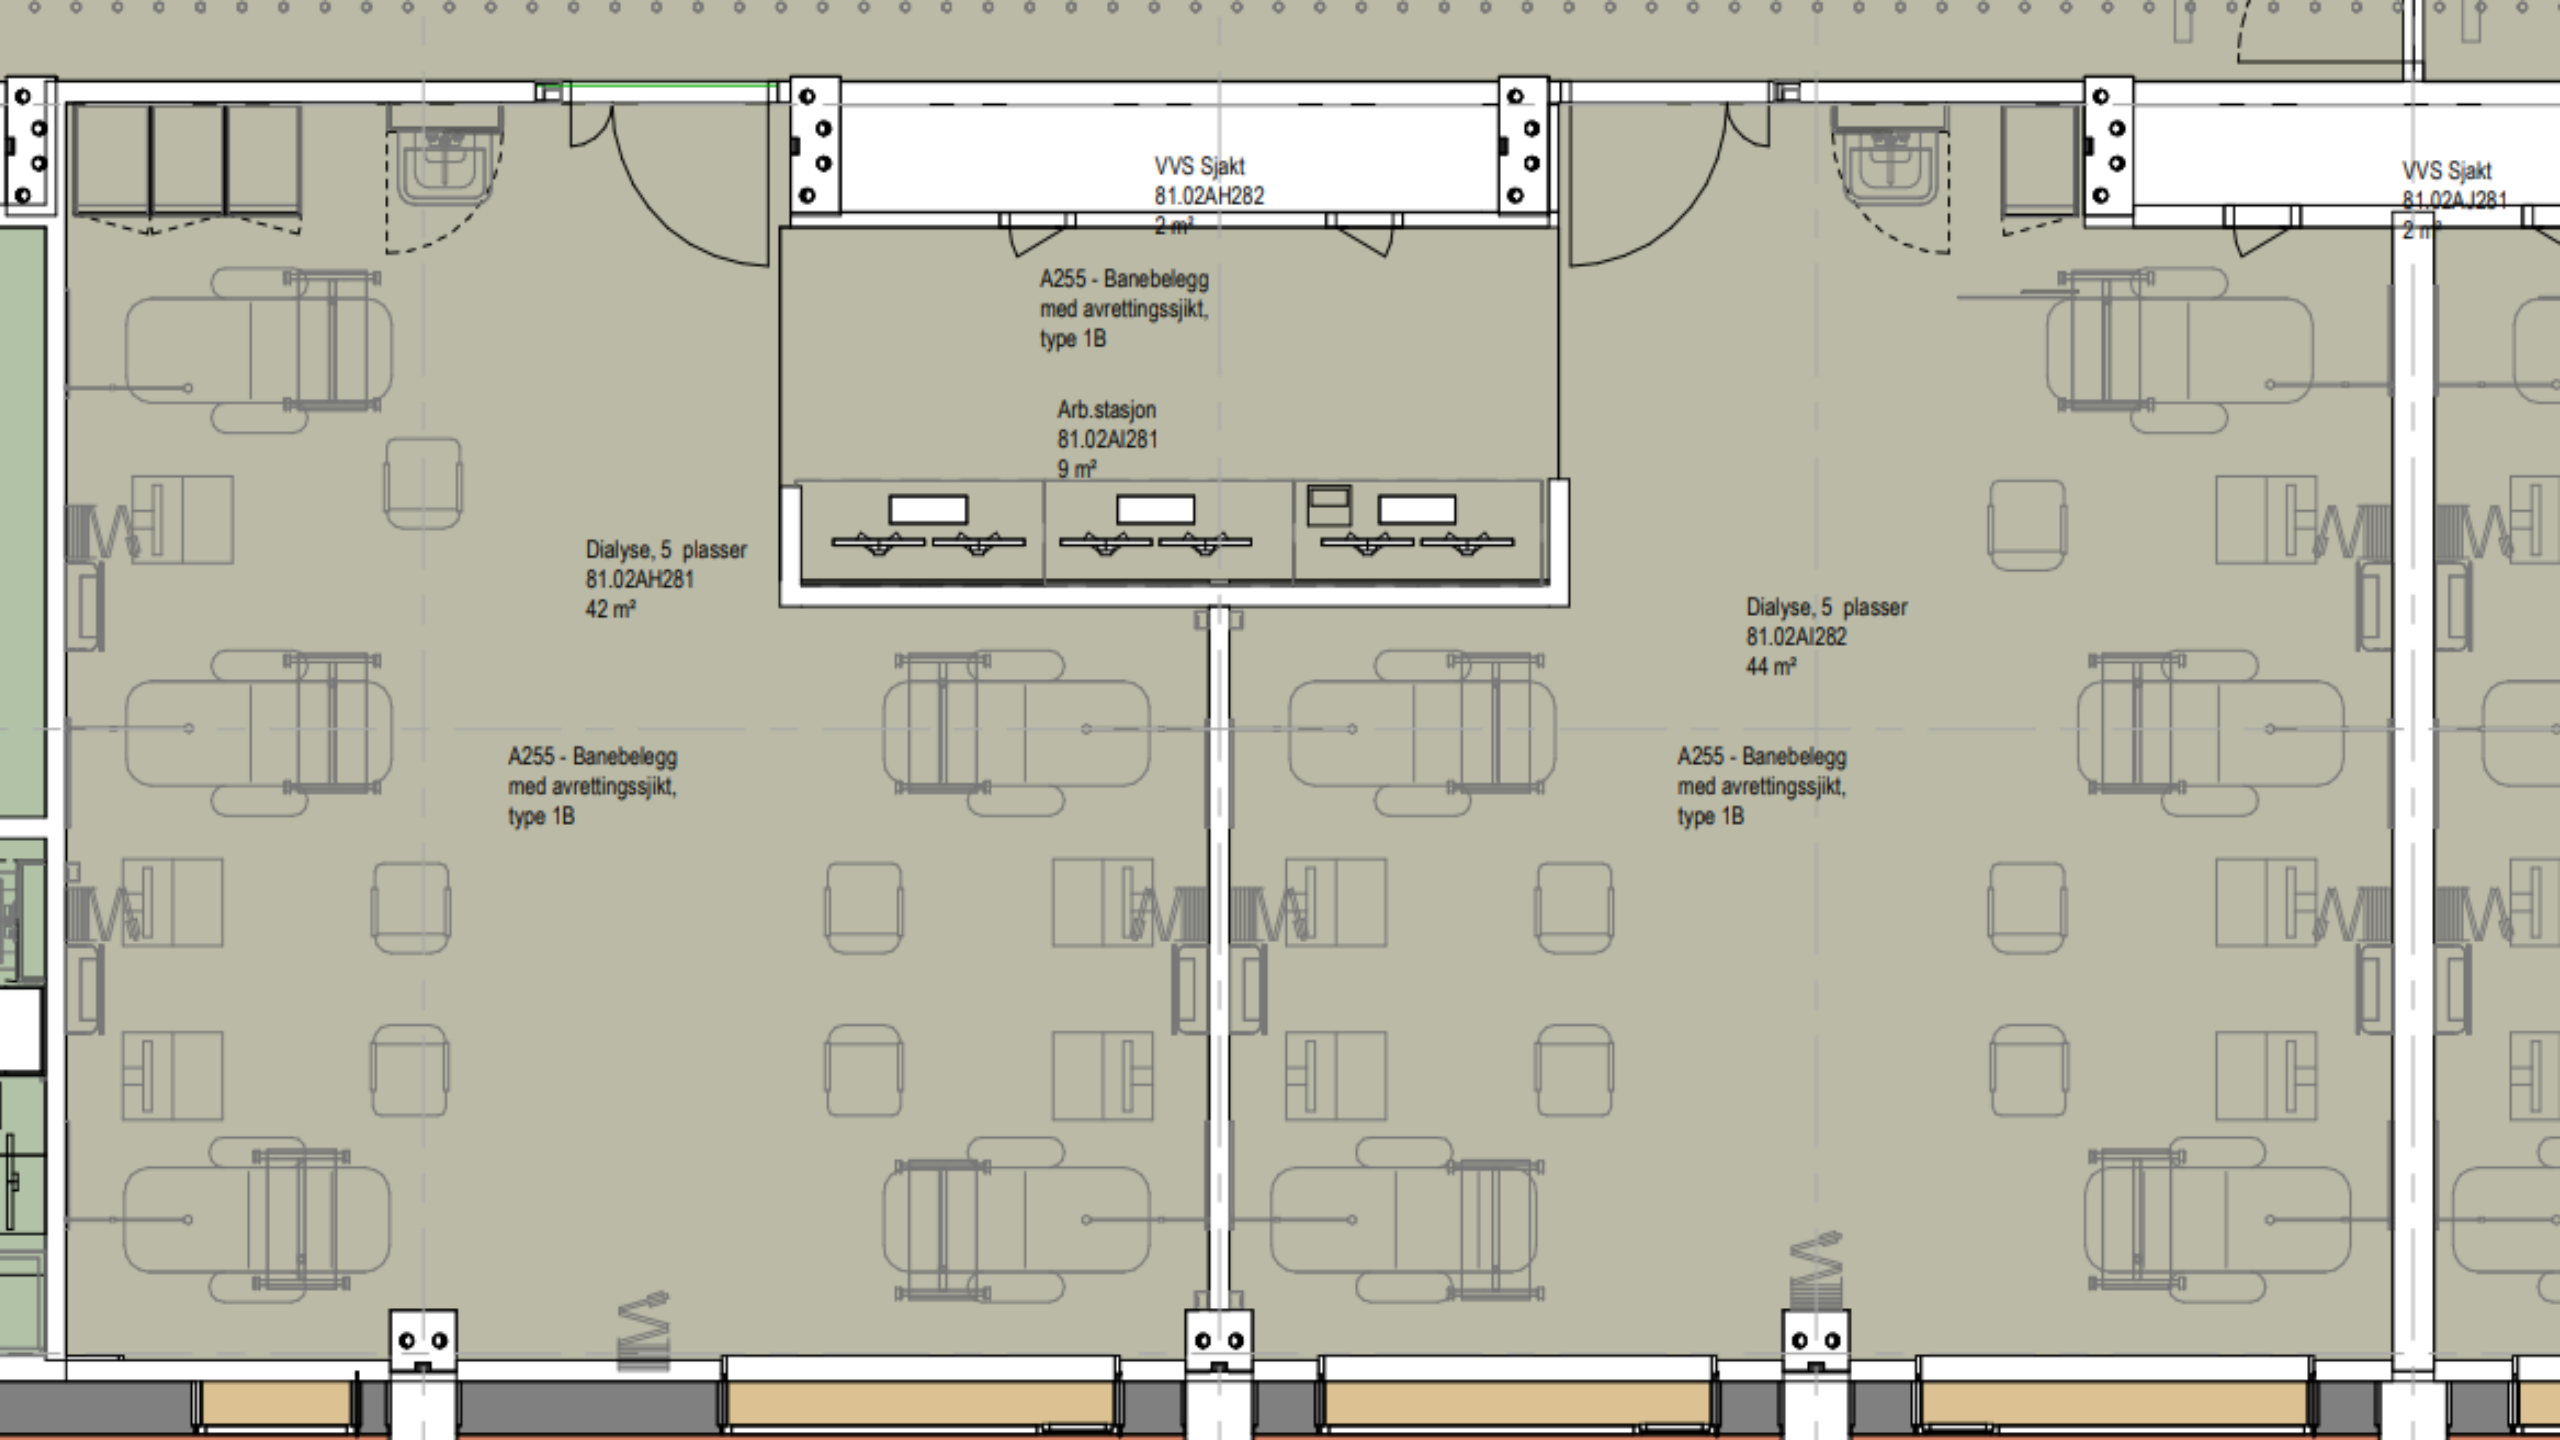 VVS Sjakt
81.02AH282
2 m²
VVS Sjakt
81.02AJ281
2 m²
A255 - Banebelegg
med avrettingssjikt,
type 1B
Arb.stasjon
81.02AI281
9 m²
Dialyse, 5 plasser
81.02AH281
42 m²
Dialyse, 5 plasser
81.02AI282
44 m²
A255 - Banebelegg
med avrettingssjikt,
type 1B
A255 - Banebelegg
med avrettingssjikt,
type 1B